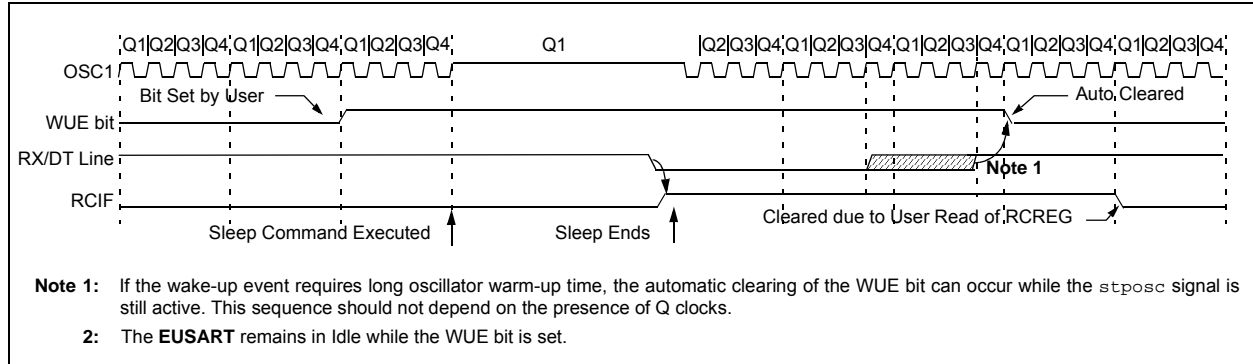 Q1 Q2 Q3 Q4 Q1 Q2 Q3 Q4 Q1 Q2 Q3 Q4 Q1 Q2 Q3 Q4 Q1 Q2 Q3 Q4 Q1 Q2 Q3 Q4 Q1 Q2 Q3 Q4 Q1 Q2 Q3 Q4
OSC1
Bit Set by User
Auto Cleared
WUE bit
RX/DT Line
Note 1
RCIF
Cleared due to User Read of RCREG
Sleep Command Executed
Sleep Ends
Note 1: If the wake-up event requires long oscillator warm-up time, the automatic clearing of the WUE bit can occur while the stposc signal is
still active. This sequence should not depend on the presence of Q clocks.
2: The EUSART remains in Idle while the WUE bit is set.